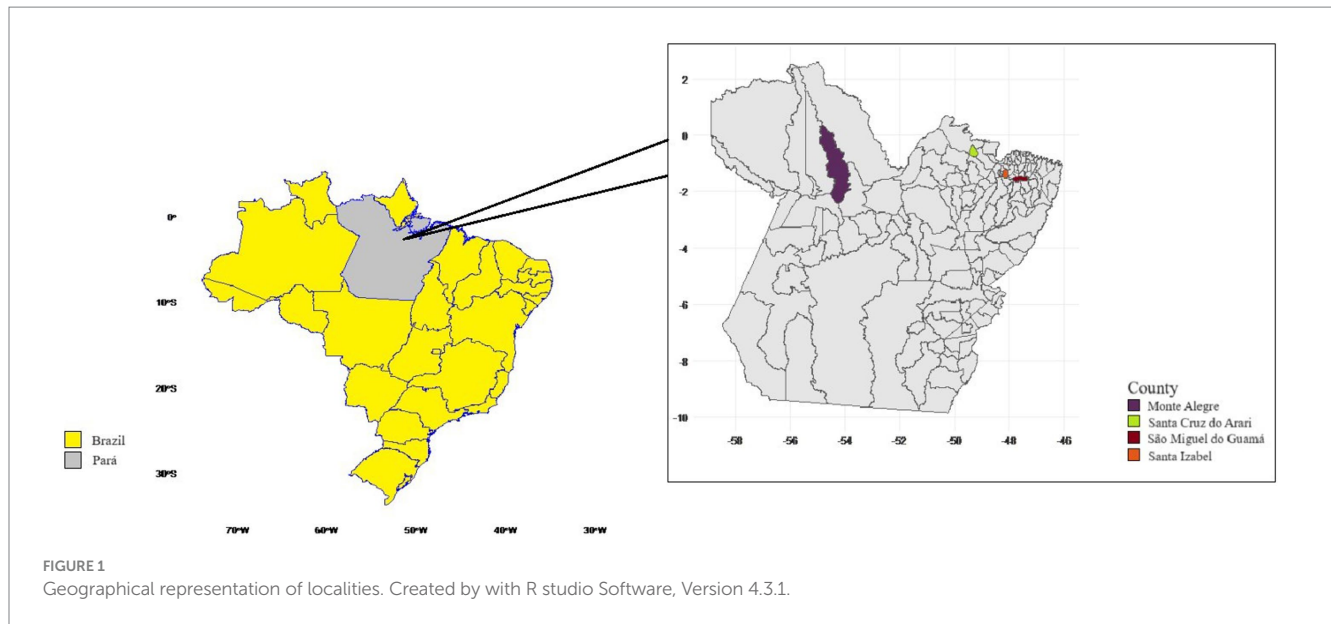 0°
10°S
20°S
30°S
70°W
60°W
50°W
40°W
30°W
Brazil
Pará
2
0
-2
-4
-6
-8
-10
-58
-56
-54
-52
-50
-48
-46
County
Monte Alegre
Santa Cruz do Arari
São Miguel do Guamá
Santa Izabel
FIGURE 1
Geographical representation of localities. Created by with R studio Software, Version 4.3.1.